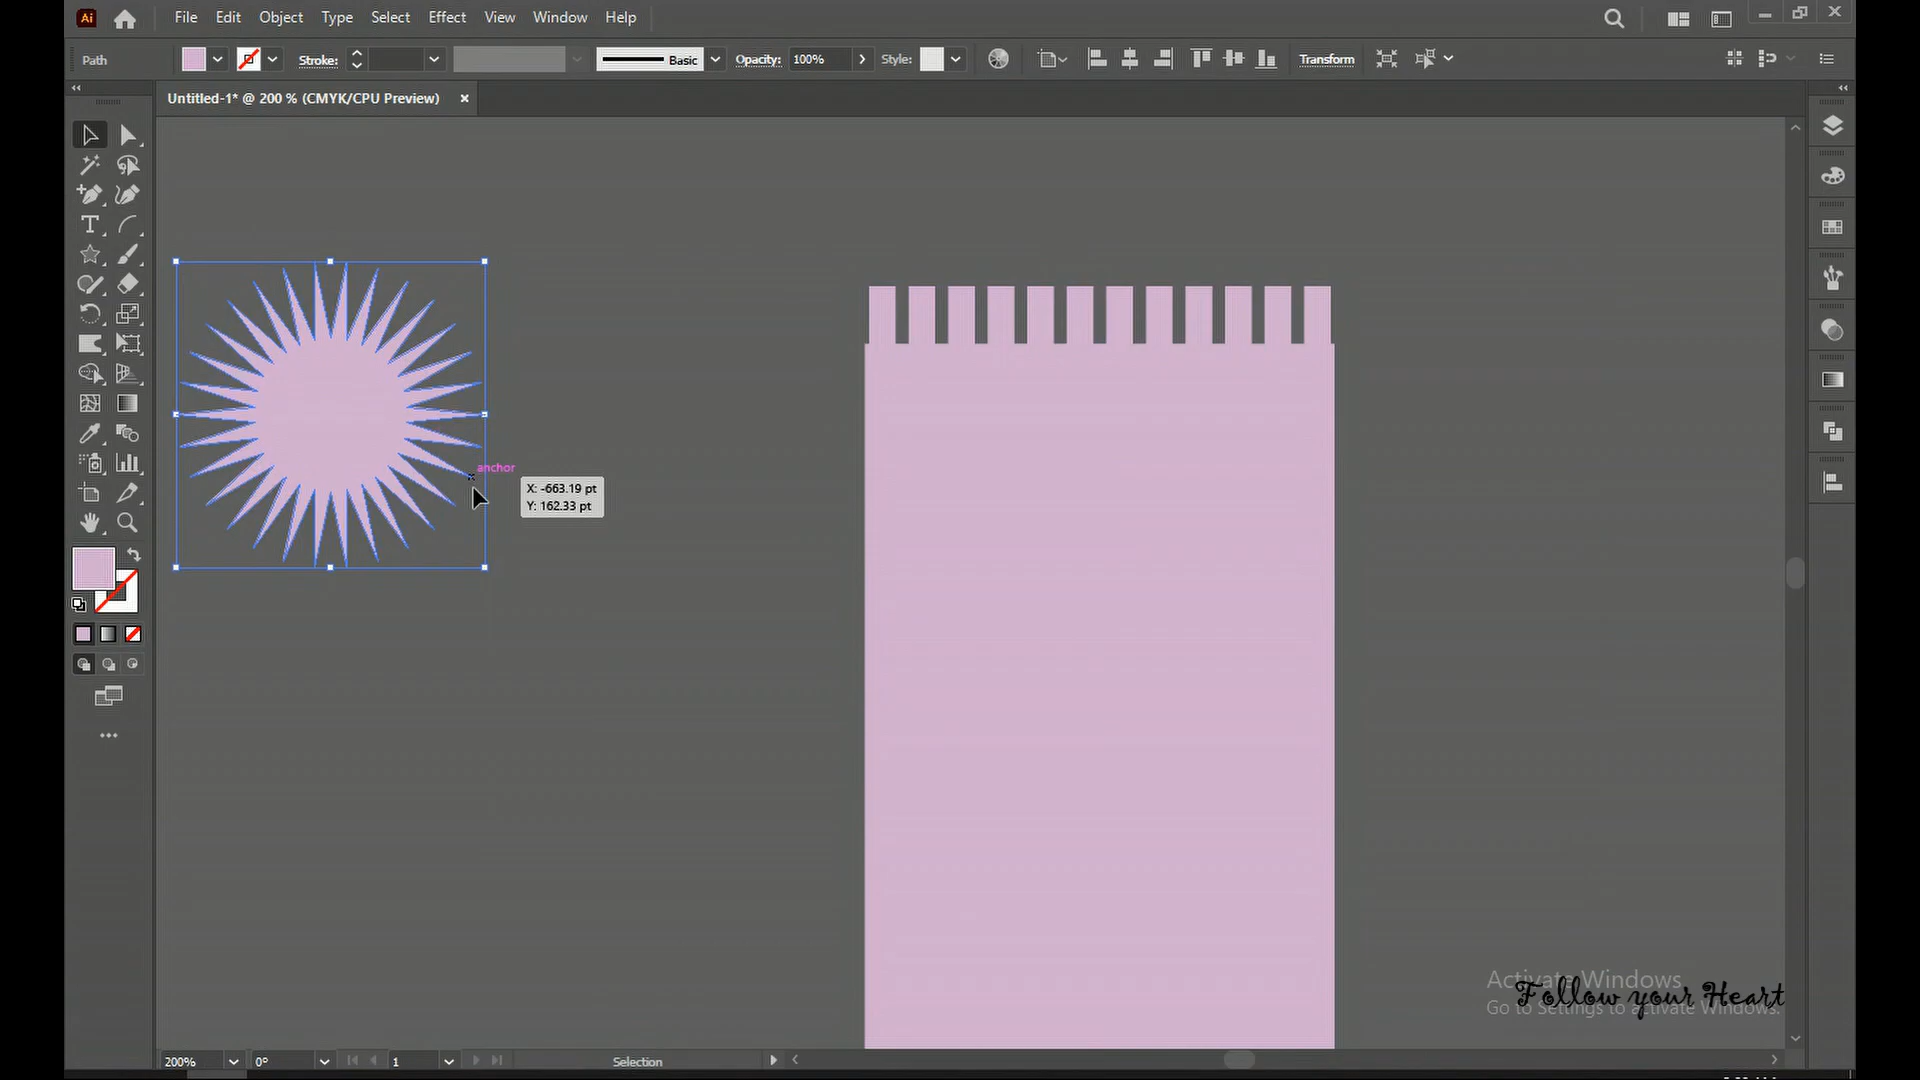 Ai File Edit Object Type Select Effect View Window Help
Path Stroke: Basic Opacity: 100% Style: Transform
Untitled-1* @ 200 % (CMYK/CPU Preview) ×
anchor
X: -663.19 pt
Y: 162.33 pt
Activate Windows
Go to Settings to activate Windows.
Follow your Heart
200% 0° 1 Selection